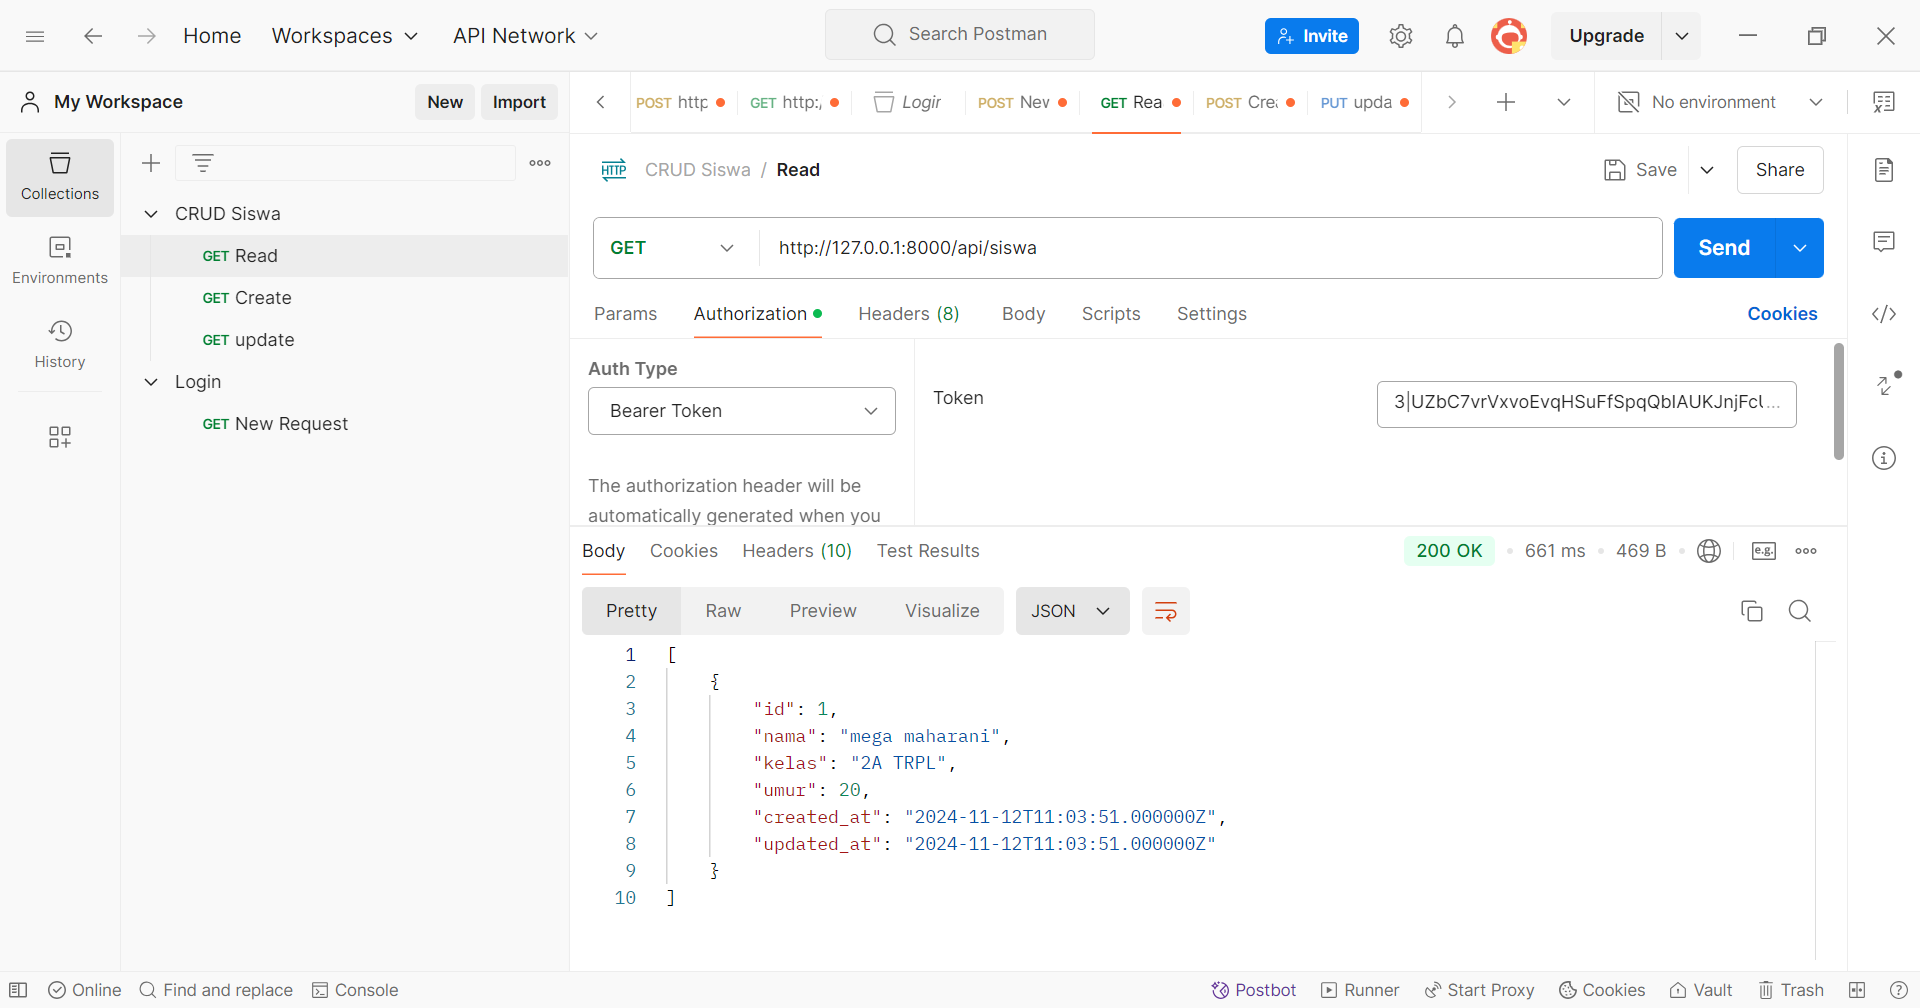 Home Workspaces API Network Search Postman Invite Upgrade
My Workspace New Import POST http GET http:/ Login POST New GET Rea POST Crea PUT upda No environment
Collections
Environments
History
CRUD Siswa
GET Read
GET Create
GET update
Login
GET New Request
HTTP CRUD Siswa / Read Save Share
GET http://127.0.0.1:8000/api/siswa Send
Params Authorization Headers (8) Body Scripts Settings Cookies
Auth Type
Bearer Token
Token
The authorization header will be
automatically generated when you
Body Cookies Headers (10) Test Results 200 OK 661 ms 469 B e.g.
Pretty Raw Preview Visualize JSON
1 [
2 {
3 "id": 1,
4 "nama": "mega maharani",
5 "kelas": "2A TRPL",
6 "umur": 20,
7 "created_at": "2024-11-12T11:03:51.000000Z",
8 "updated_at": "2024-11-12T11:03:51.000000Z"
9 }
10 ]
Online Find and replace Console Postbot Runner Start Proxy Cookies Vault Trash